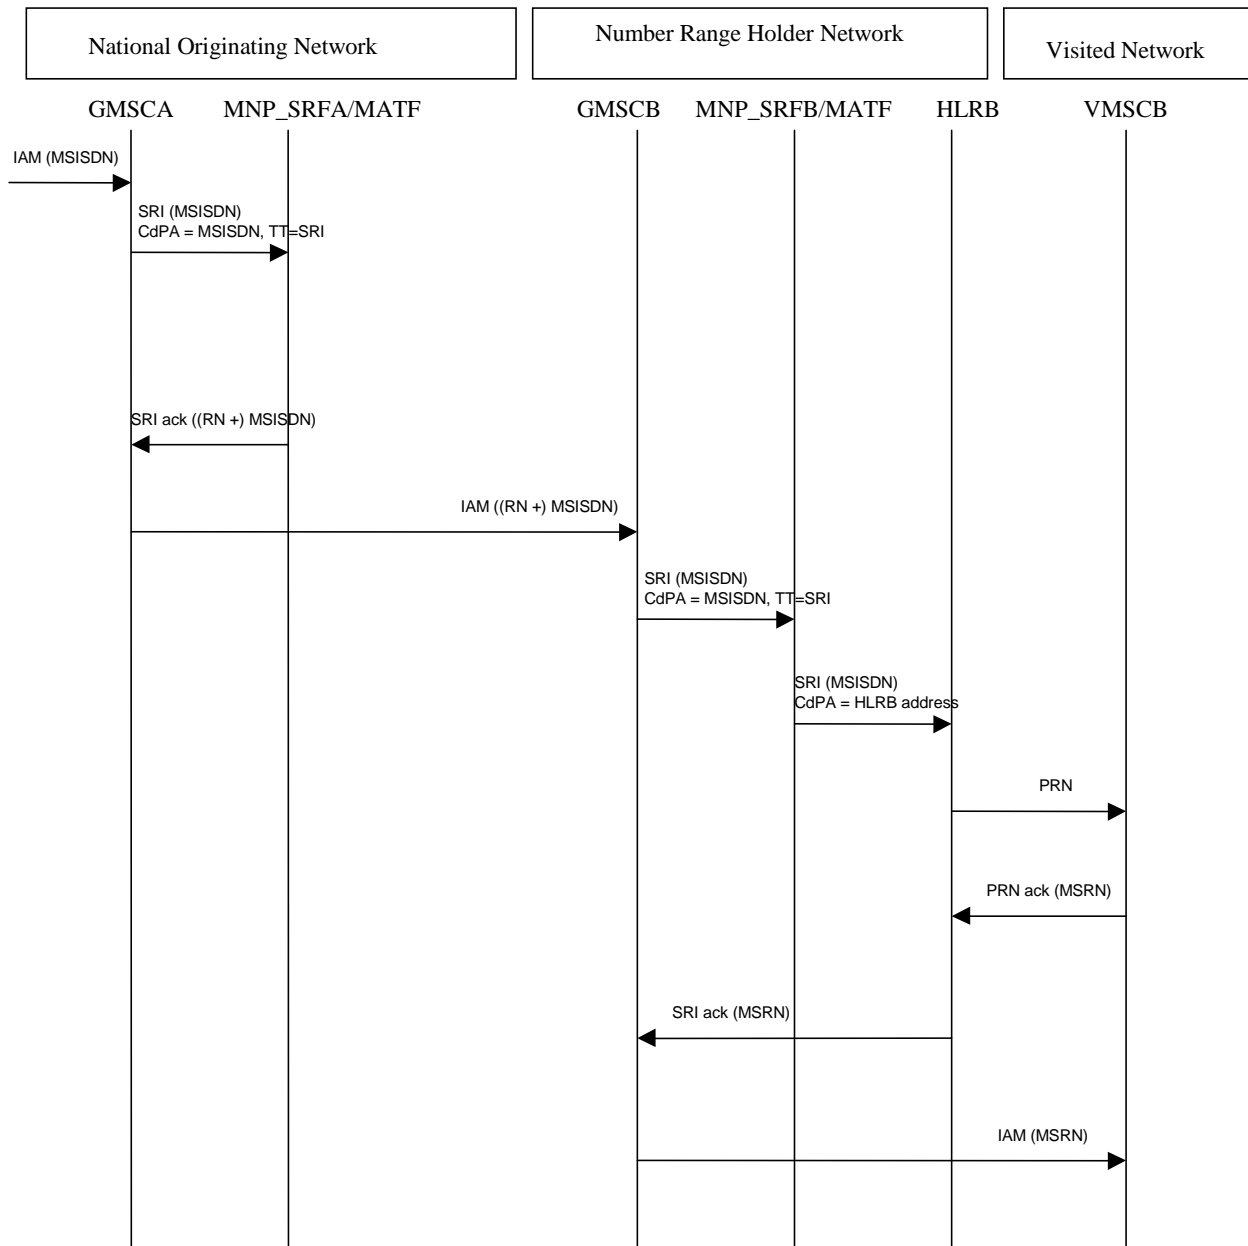 National Originating Network
Number Range Holder Network
Visited Network
GMSCA
MNP_SRFA/MATF
GMSCB
MNP_SRFB/MATF
HLRB
VMSCB
IAM (MSISDN)
SRI (MSISDN)
CdPA = MSISDN, TT=SRI
SRI ack ((RN +) MSISDN)
IAM ((RN +) MSISDN)
SRI (MSISDN)
CdPA = MSISDN, TT=SRI
SRI (MSISDN)
CdPA = HLRB address
PRN
PRN ack (MSRN)
SRI ack (MSRN)
IAM (MSRN)